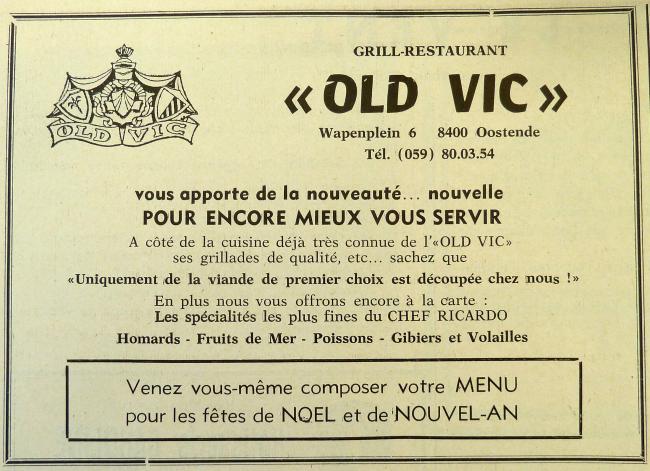 GRILL-RESTAURANT
« OLD VIC »
OLD VIC
Wapenplein 6 8400 Oostende
Tél. (059) 80.03.54
vous apporte de la nouveauté... nouvelle
POUR ENCORE MIEUX VOUS SERVIR
A côté de la cuisine déjà très connue de l'«OLD VIC»
ses grillades de qualité, etc... sachez que
«Uniquement de la viande de premier choix est découpée chez nous !»
En plus nous vous offrons encore à la carte :
Les spécialités les plus fines du CHEF RICARDO
Homards - Fruits de Mer - Poissons - Gibiers et Volailles
Venez vous-même composer votre MENU
pour les fêtes de NOEL et de NOUVEL-AN